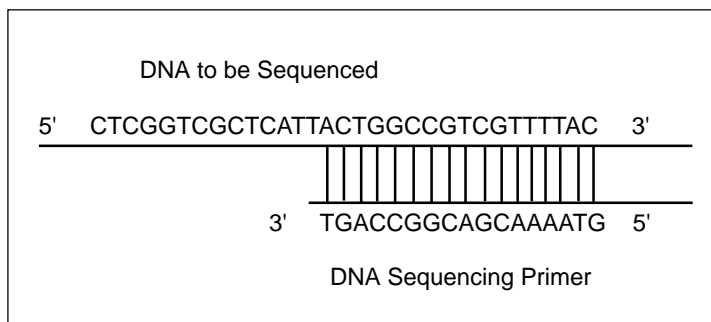 DNA to be Sequenced
5' CTCGGTCGCTCATTACTGGCCGTCGTTTTAC 3'
3' TGACCGGCAGCAAAATG 5'
DNA Sequencing Primer